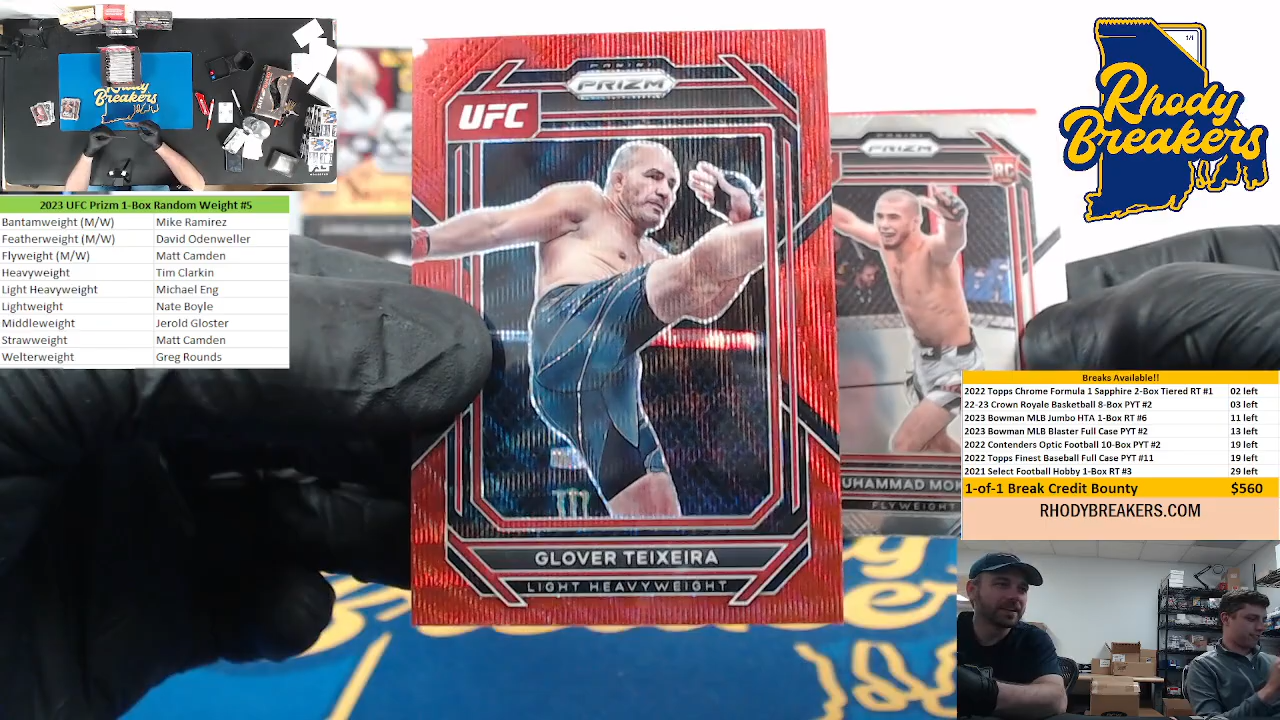 2023 UFC Prizm 1-Box Random Weight #5
Bantamweight (M/W) Mike Ramirez
Featherweight (M/W) David Odenweller
Flyweight (M/W) Matt Camden
Heavyweight Tim Clarkin
Light Heavyweight Michael Eng
Lightweight Nate Boyle
Middleweight Jerold Gloster
Strawweight Matt Camden
Welterweight Greg Rounds
Rhody
Breakers
PANINI
PRIZM
UFC
GLOVER TEIXEIRA
LIGHT HEAVYWEIGHT
PRIZM
RC
UHAMMAD MOK
FLYWEIGHT
1/1
Rhody
Breakers
Breaks Available!!
2022 Topps Chrome Formula 1 Sapphire 2-Box Tiered RT #1 02 left
22-23 Crown Royale Basketball 8-Box PYT #2 03 left
2023 Bowman MLB Jumbo HTA 1-Box RT #6 11 left
2023 Bowman MLB Blaster Full Case PYT #2 13 left
2022 Contenders Optic Football 10-Box PYT #2 19 left
2022 Topps Finest Baseball Full Case PYT #11 19 left
2021 Select Football Hobby 1-Box RT #3 29 left
1-of-1 Break Credit Bounty $560
RHODYBREAKERS.COM